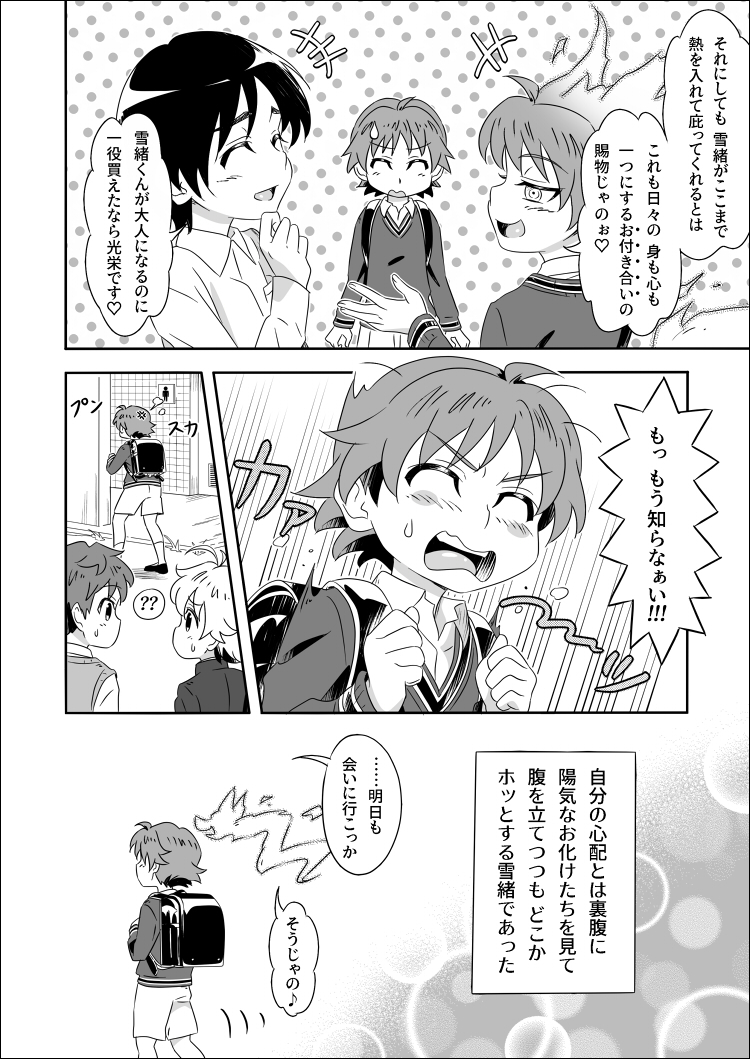 それにしても 雪緒がここまで
熱を入れて庇ってくれるとは
これも日々の 身も心も
一つにするお付き合いの
賜物じゃのぉ♡
雪緒くんが大人になるのに
一役買えたなら光栄です♡
もっ もう知らなぁい!!!
カァ〜〜
プン
スカ
??
自分の心配とは裏腹に
陽気なお化けたちを見て
腹を立てつつも どこか
ホッとする雪緒であった
……明日も
会いに行こっか
そうじゃの♪